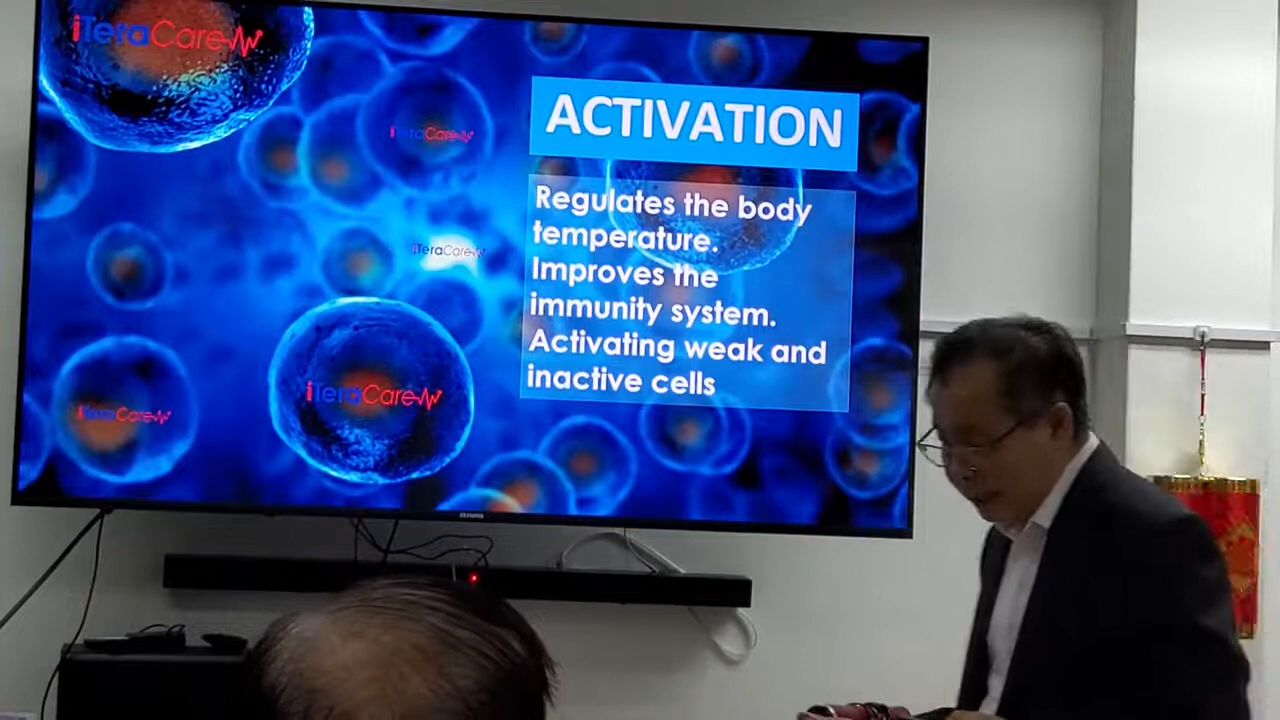 iTeraCare
ACTIVATION
iTeraCare
Regulates the body
temperature.
iTeraCare
Improves the
immunity system.
Activating weak and
inactive cells
iTeraCare
iTeraCare